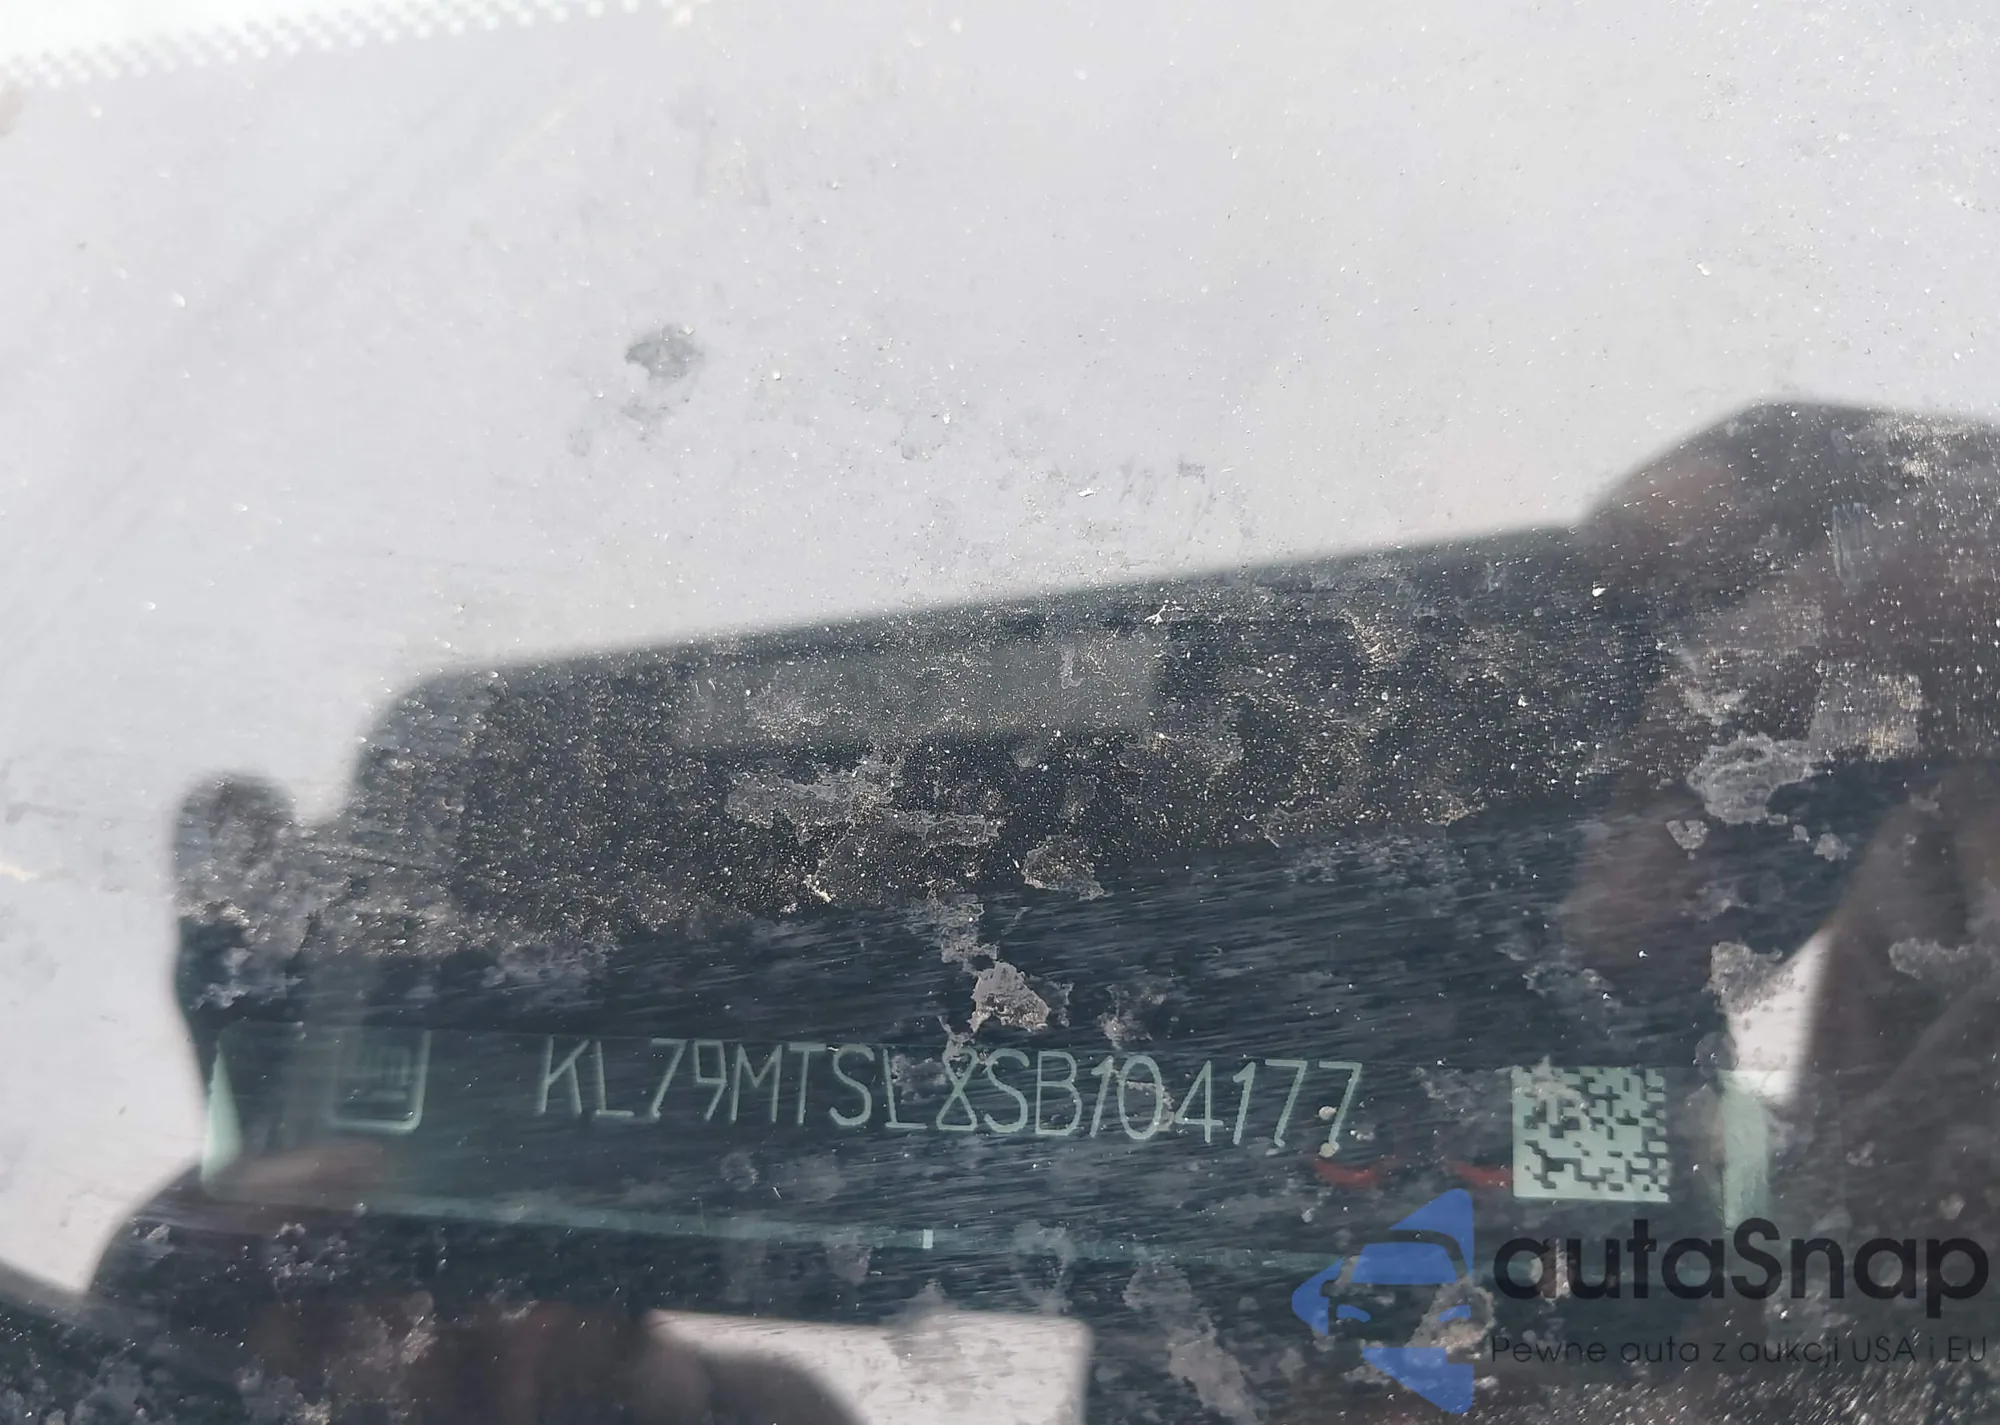 KL79MTSL8SB104177
autaSnap
Pewne auta z aukcji USA i EU